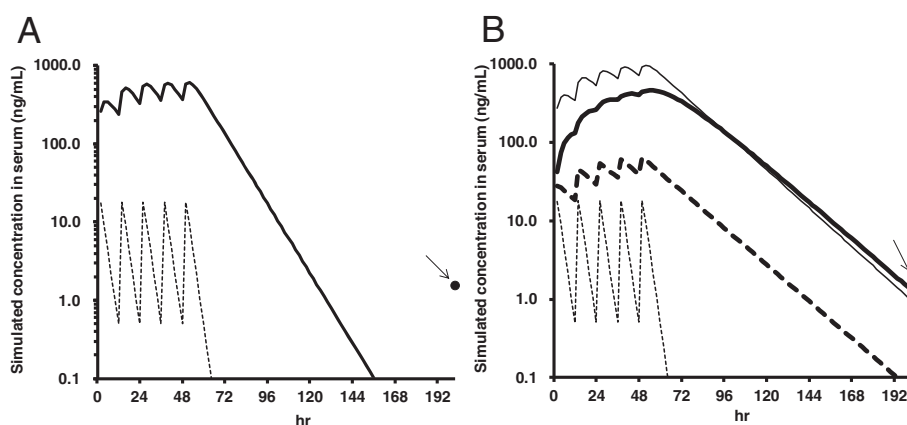 A
Simulated concentration in serum (ng/mL)
1000.0
100.0
10.0
1.0
0.1
0 24 48 72 96 120 144 168 192
hr
B
Simulated concentration in serum (ng/mL)
1000.0
100.0
10.0
1.0
0.1
0 24 48 72 96 120 144 168 192
hr